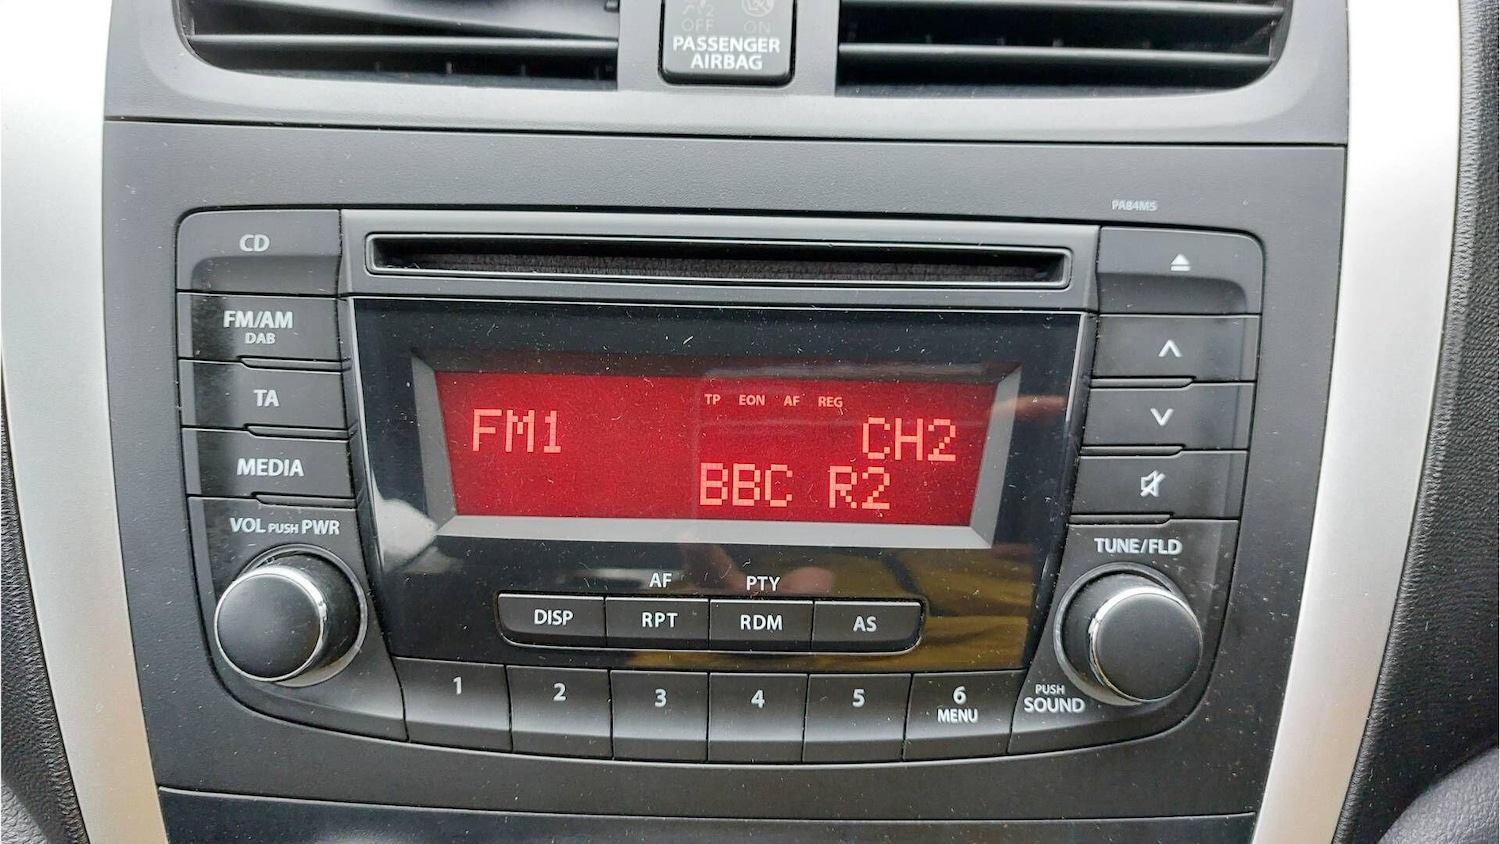 OFF ON
PASSENGER
AIRBAG
PA84M5
CD
FM/AM
DAB
TA
MEDIA
VOL PUSH PWR
TP EON AF REG
FM1 CH2
BBC R2
TUNE/FLD
AF PTY
DISP RPT RDM AS
1 2 3 4 5 6
MENU
PUSH
SOUND